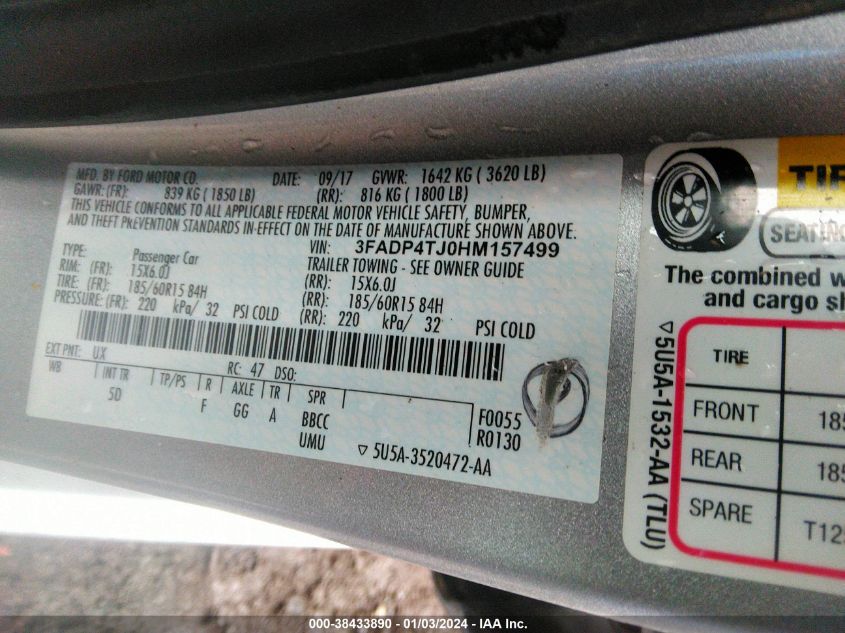 MFD. BY FORD MOTOR CO.
DATE: 09/17 GVWR: 1642 KG ( 3620 LB)
GAWR: (FR): 839 KG ( 1850 LB) (RR): 816 KG ( 1800 LB)
THIS VEHICLE CONFORMS TO ALL APPLICABLE FEDERAL MOTOR VEHICLE SAFETY, BUMPER,
AND THEFT PREVENTION STANDARDS IN-EFFECT ON THE DATE OF MANUFACTURE SHOWN ABOVE.
VIN: 3FADP4TJ0HM157499
TYPE: Passenger Car TRAILER TOWING - SEE OWNER GUIDE
RIM: (FR): 15X6.0J (RR): 15X6.0J
TIRE: (FR): 185/60R15 84H (RR): 185/60R15 84H
PRESSURE: (FR): 220 kPa/ 32 PSI COLD (RR): 220 kPa/ 32 PSI COLD
EXT PNT: UX RC: 47 DSO:
WB INT TR TP/PS R AXLE TR SPR
5D F GG A BBCC
UMU
F0055
R0130
5U5A-3520472-AA
TIR
SEATING
The combined w
and cargo sh
5U5A-1532-AA (TLU)
TIRE
FRONT 185
REAR 185
SPARE T125
000-38433890 - 01/03/2024 - IAA Inc.